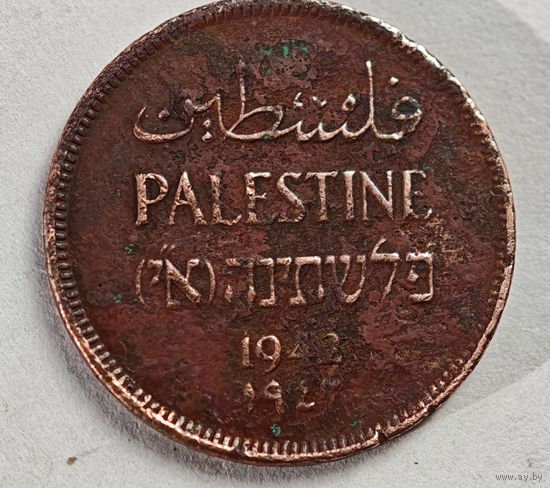 فلسطين
PALESTINE
פלשתינה (א״י)
1942
١٩٤٢
www.ay.by